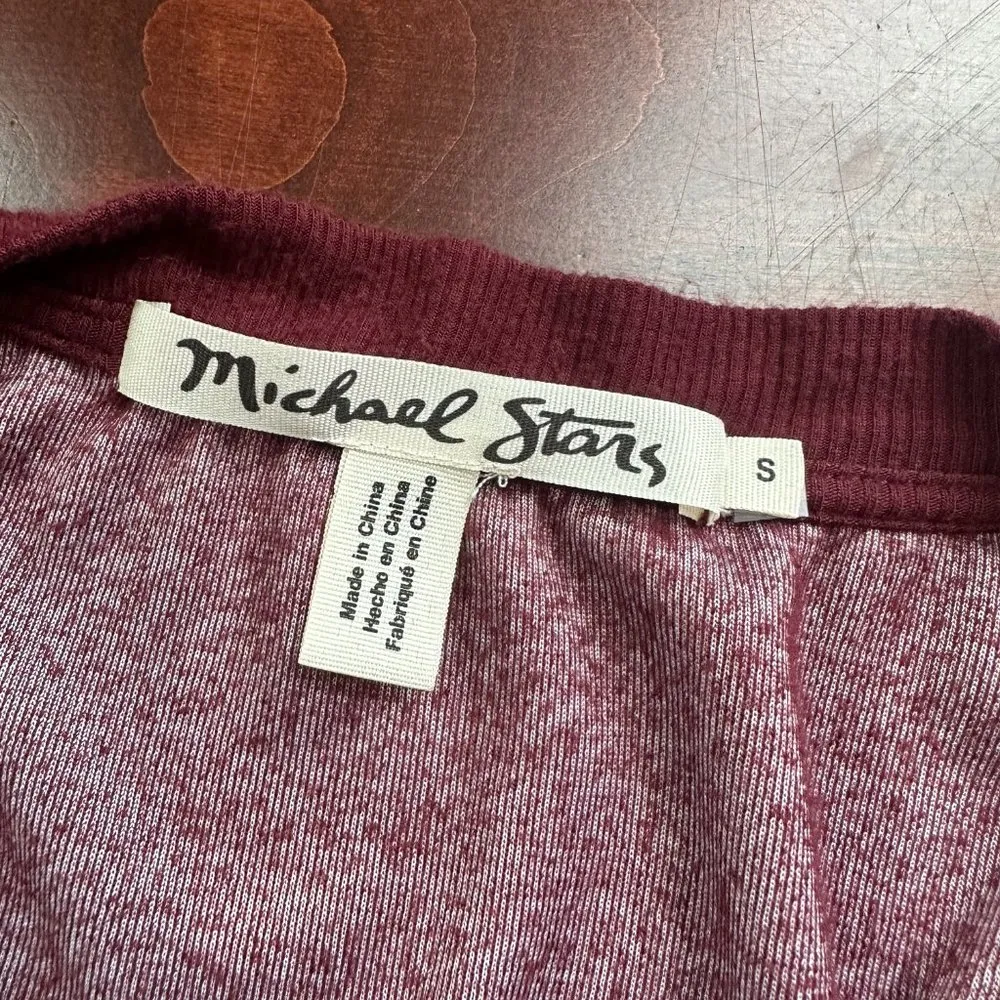 Michael Stars
S
Made in China
Hecho en China
Fabriqué en Chine